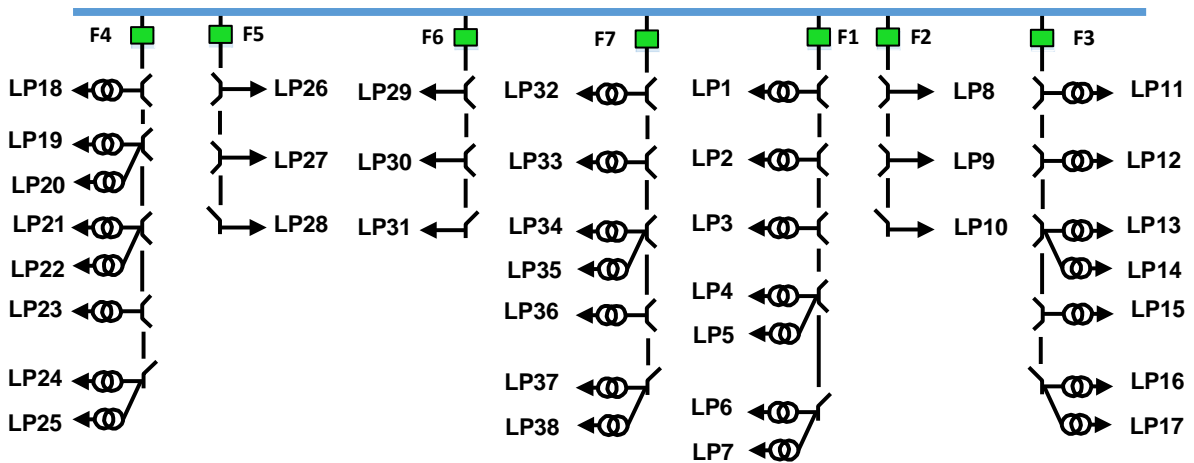 F4 F5 F6 F7 F1 F2 F3
LP18 LP26 LP29 LP32 LP1 LP8 LP11
LP19 LP27 LP30 LP33 LP2 LP9 LP12
LP20
LP21 LP28 LP31 LP34 LP3 LP10 LP13
LP22 LP35 LP14
LP23 LP36 LP4 LP15
LP5
LP24 LP37 LP6 LP16
LP25 LP38 LP7 LP17